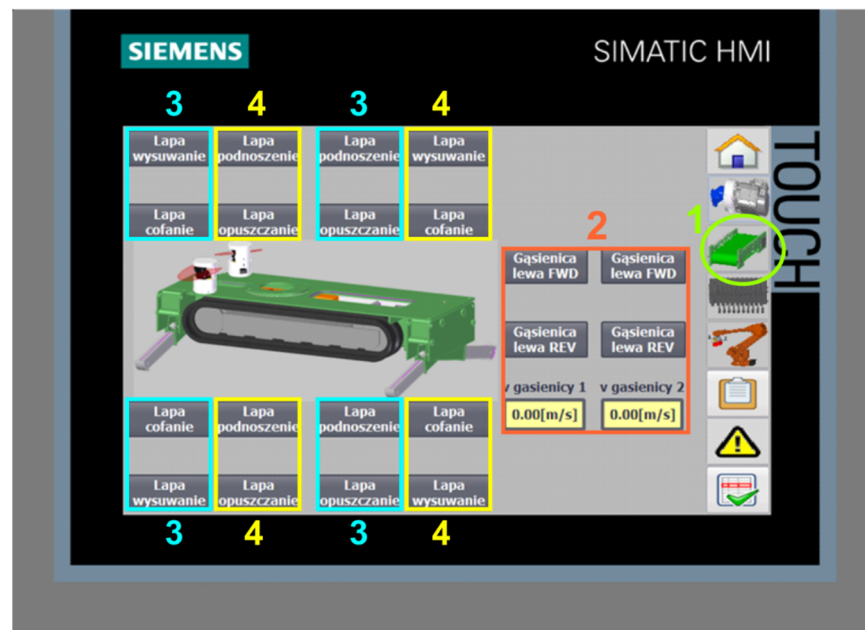 SIEMENS
SIMATIC HMI
TOUCH
3 4 3 4
Lapa wysuwanie
Lapa podnoszenie
Lapa podnoszenie
Lapa wysuwanie
Lapa cofanie
Lapa opuszczanie
Lapa opuszczanie
Lapa cofanie
1
2
Gąsienica lewa FWD
Gąsienica lewa FWD
Gąsienica lewa REV
Gąsienica lewa REV
v gasienicy 1
v gasienicy 2
0.00[m/s]
0.00[m/s]
Lapa cofanie
Lapa podnoszenie
Lapa podnoszenie
Lapa cofanie
Lapa wysuwanie
Lapa opuszczanie
Lapa opuszczanie
Lapa wysuwanie
3 4 3 4